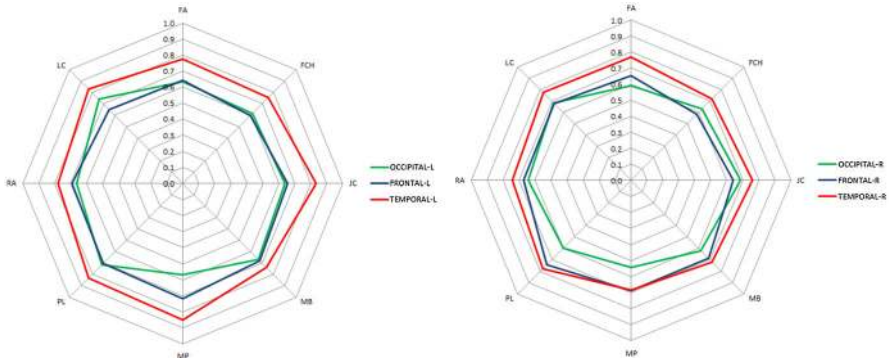 FA
1.0
0.9
0.8
0.7
0.6
0.5
0.4
0.3
0.2
0.1
0.0
LC
FCH
RA
JC
PL
MB
MP
OCCIPITAL-L
FRONTAL-L
TEMPORAL-L
FA
1.0
0.9
0.8
0.7
0.6
0.5
0.4
0.3
0.2
0.1
0.0
LC
FCH
RA
JC
PL
MB
MP
OCCIPITAL-R
FRONTAL-R
TEMPORAL-R